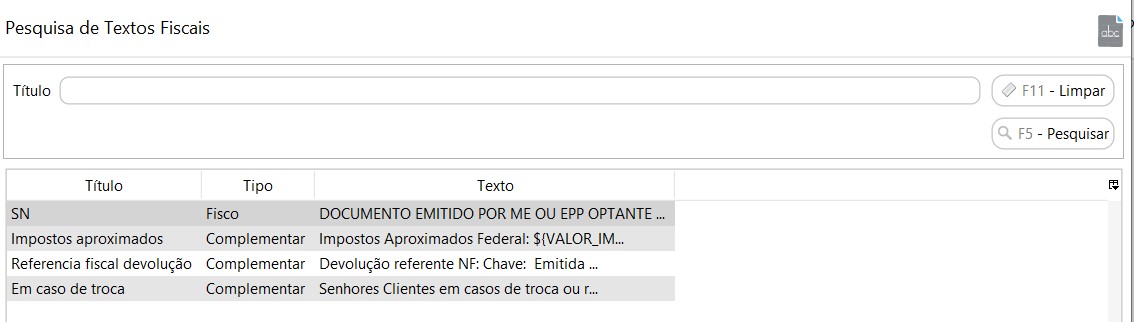 Pesquisa de Textos Fiscais
abc
Título
F11 - Limpar
F5 - Pesquisar
Título Tipo Texto
SN Fisco DOCUMENTO EMITIDO POR ME OU EPP OPTANTE ...
Impostos aproximados Complementar Impostos Aproximados Federal: ${VALOR_IM...
Referencia fiscal devolução Complementar Devolução referente NF: Chave:  Emitida ...
Em caso de troca Complementar Senhores Clientes em casos de troca ou r...